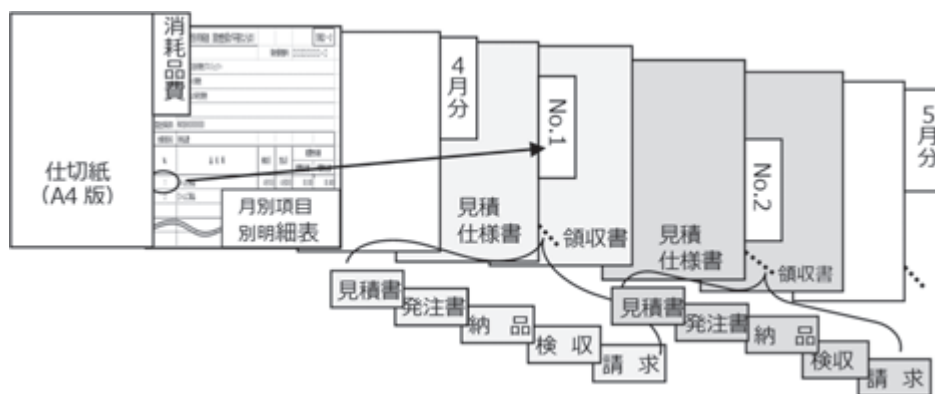 仕切紙
（A4 版）
消耗品費
月別項目
別明細表
4月分
見積
仕様書
No.1
領収書
見積
仕様書
No.2
領収書
5月分
見積書
発注書
納 品
検 収
請 求
見積書
発注書
納 品
検収
請 求